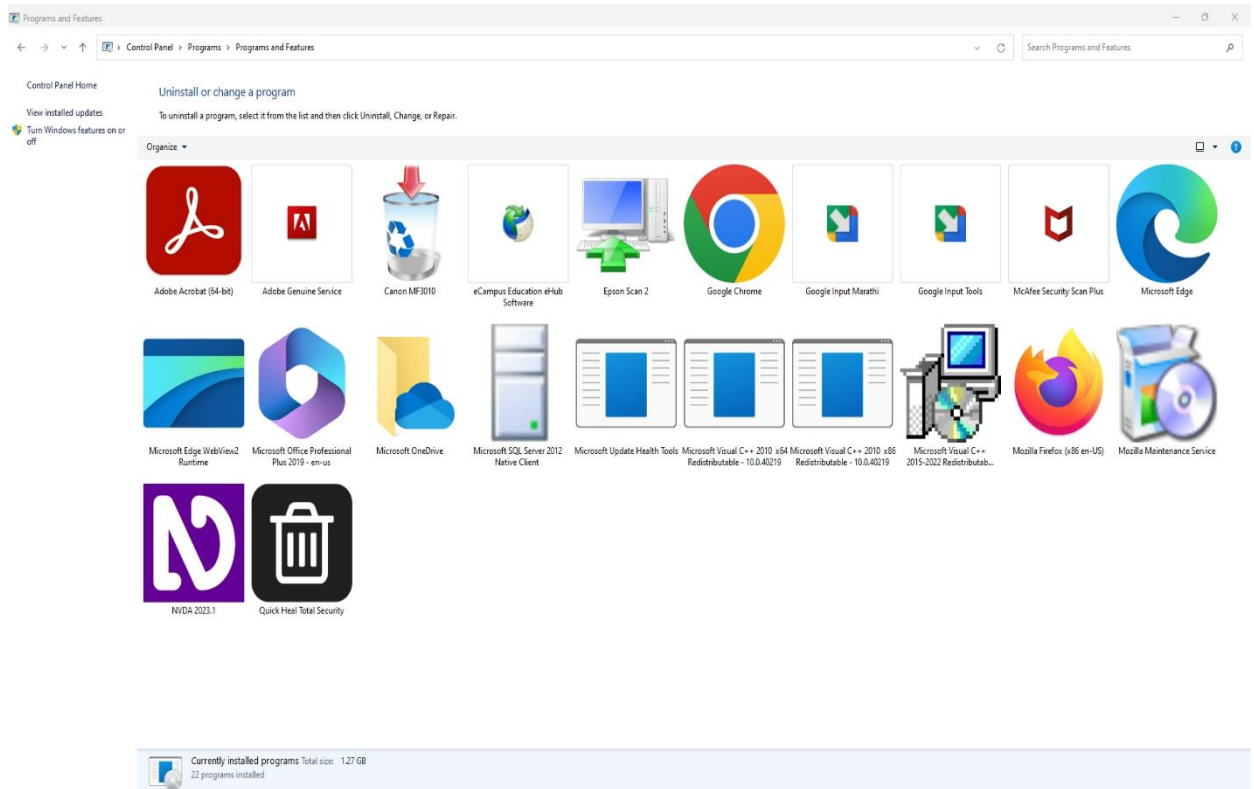 Programs and Features
Control Panel > Programs > Programs and Features
Search Programs and Features
Control Panel Home
View installed updates
Turn Windows features on or
off
Uninstall or change a program
To uninstall a program, select it from the list and then click Uninstall, Change, or Repair.
Organize
Adobe Acrobat (64-bit)
Adobe Genuine Service
Canon MF3010
eCampus Education eHub
Software
Epson Scan 2
Google Chrome
Google Input Marathi
Google Input Tools
McAfee Security Scan Plus
Microsoft Edge
Microsoft Edge WebView2
Runtime
Microsoft Office Professional
Plus 2019 - en-us
Microsoft OneDrive
Microsoft SQL Server 2012
Native Client
Microsoft Update Health Tools
Microsoft Visual C++ 2010 x64
Redistributable - 10.0.40219
Microsoft Visual C++ 2010 x86
Redistributable - 10.0.40219
Microsoft Visual C++
2015-2022 Redistributab...
Mozilla Firefox (x86 en-US)
Mozilla Maintenance Service
NVDA 2023.1
Quick Heal Total Security
Currently installed programs Total size: 1.27 GB
22 programs installed